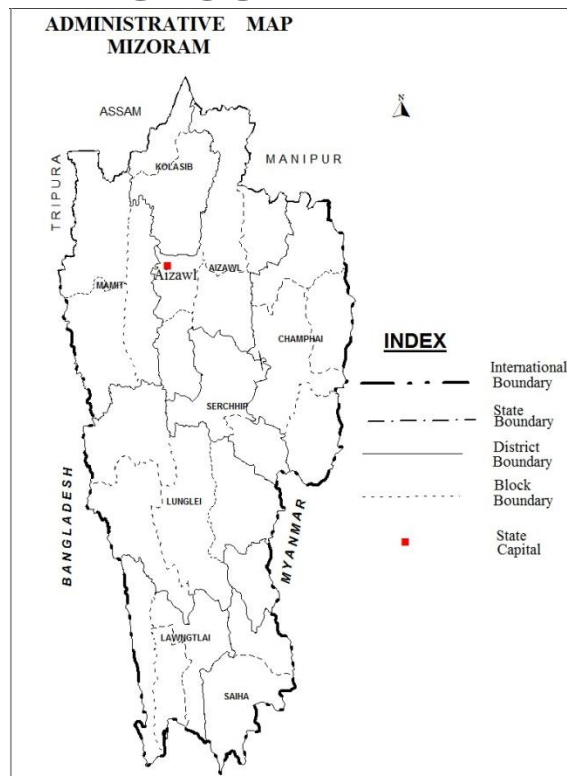 ADMINISTRATIVE MAP
MIZORAM
N
ASSAM
MANIPUR
TRIPURA
KOLASIB
Aizawl
AIZAWL
MAMIT
CHAMPHAI
SERCHHIP
LUNGLEI
BANGLADESH
MYANMAR
LAWNGTLAI
SAIHA
INDEX
International
Boundary
State
Boundary
District
Boundary
Block
Boundary
State
Capital